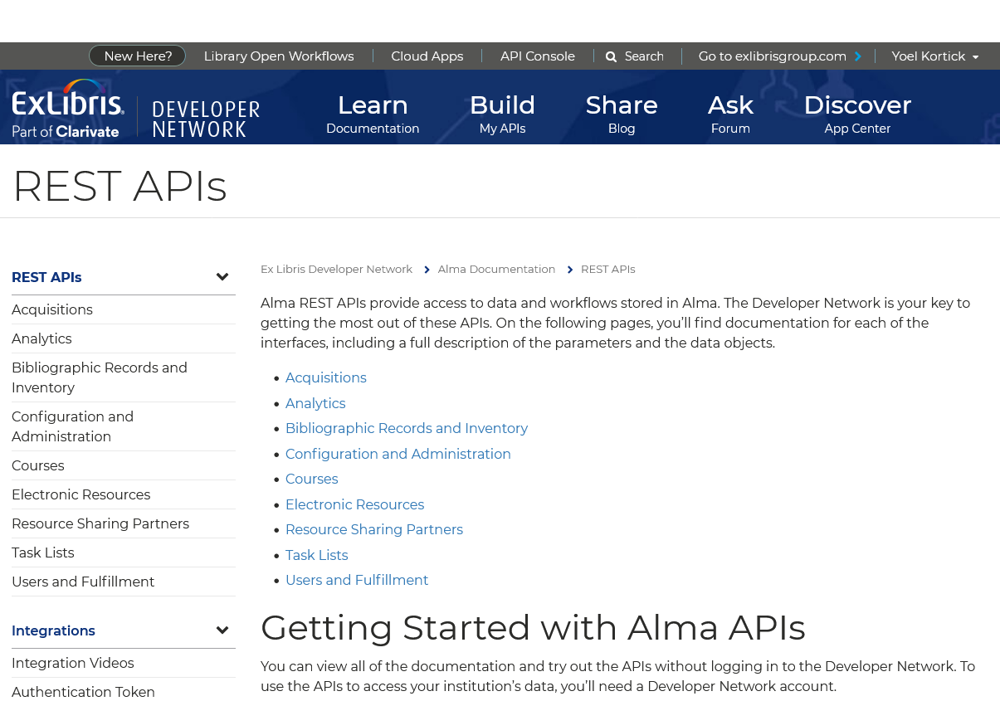 New Here?
Library Open Workflows
Cloud Apps
API Console
Search
Go to exlibrisgroup.com
Yoel Kortick
ExLibris
Part of Clarivate
DEVELOPER
NETWORK
Learn
Documentation
Build
My APIs
Share
Blog
Ask
Forum
Discover
App Center
REST APIs
REST APIs
Acquisitions
Analytics
Bibliographic Records and
Inventory
Configuration and
Administration
Courses
Electronic Resources
Resource Sharing Partners
Task Lists
Users and Fulfillment
Integrations
Integration Videos
Authentication Token
Ex Libris Developer Network
Alma Documentation
REST APIs
Alma REST APIs provide access to data and workflows stored in Alma. The Developer Network is your key to
getting the most out of these APIs. On the following pages, you’ll find documentation for each of the
interfaces, including a full description of the parameters and the data objects.
• Acquisitions
• Analytics
• Bibliographic Records and Inventory
• Configuration and Administration
• Courses
• Electronic Resources
• Resource Sharing Partners
• Task Lists
• Users and Fulfillment
Getting Started with Alma APIs
You can view all of the documentation and try out the APIs without logging in to the Developer Network. To
use the APIs to access your institution’s data, you’ll need a Developer Network account.